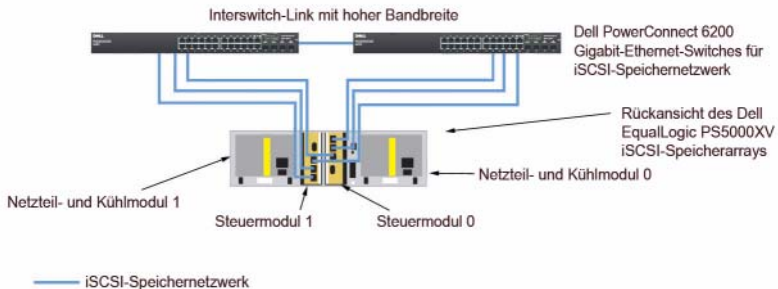 Interswitch-Link mit hoher Bandbreite
Dell PowerConnect 6200
Gigabit-Ethernet-Switches für
iSCSI-Speichernetzwerk
Rückansicht des Dell
EqualLogic PS5000XV
iSCSI-Speicherarrays
Netzteil- und Kühlmodul 0
Netzteil- und Kühlmodul 1
Steuermodul 1
Steuermodul 0
iSCSI-Speichernetzwerk